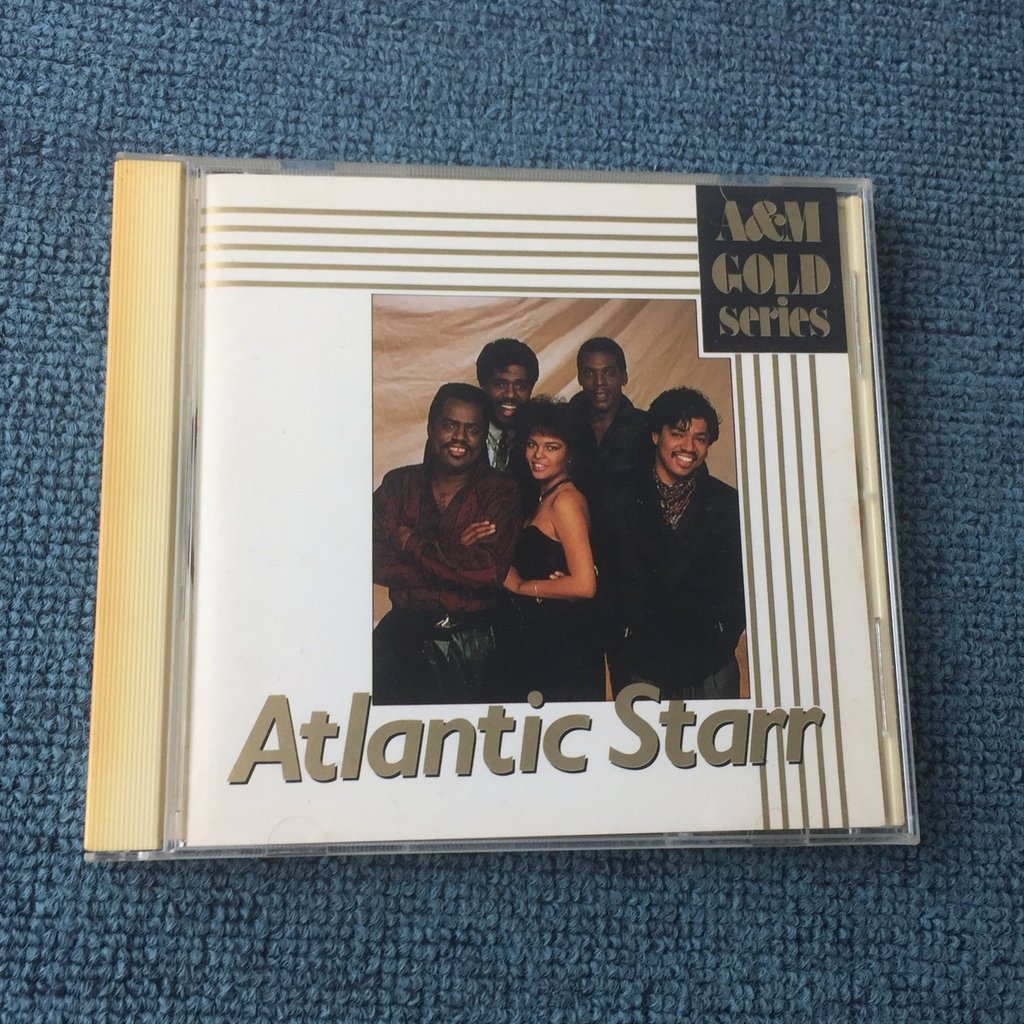 A&M
GOLD
series
Atlantic Starr